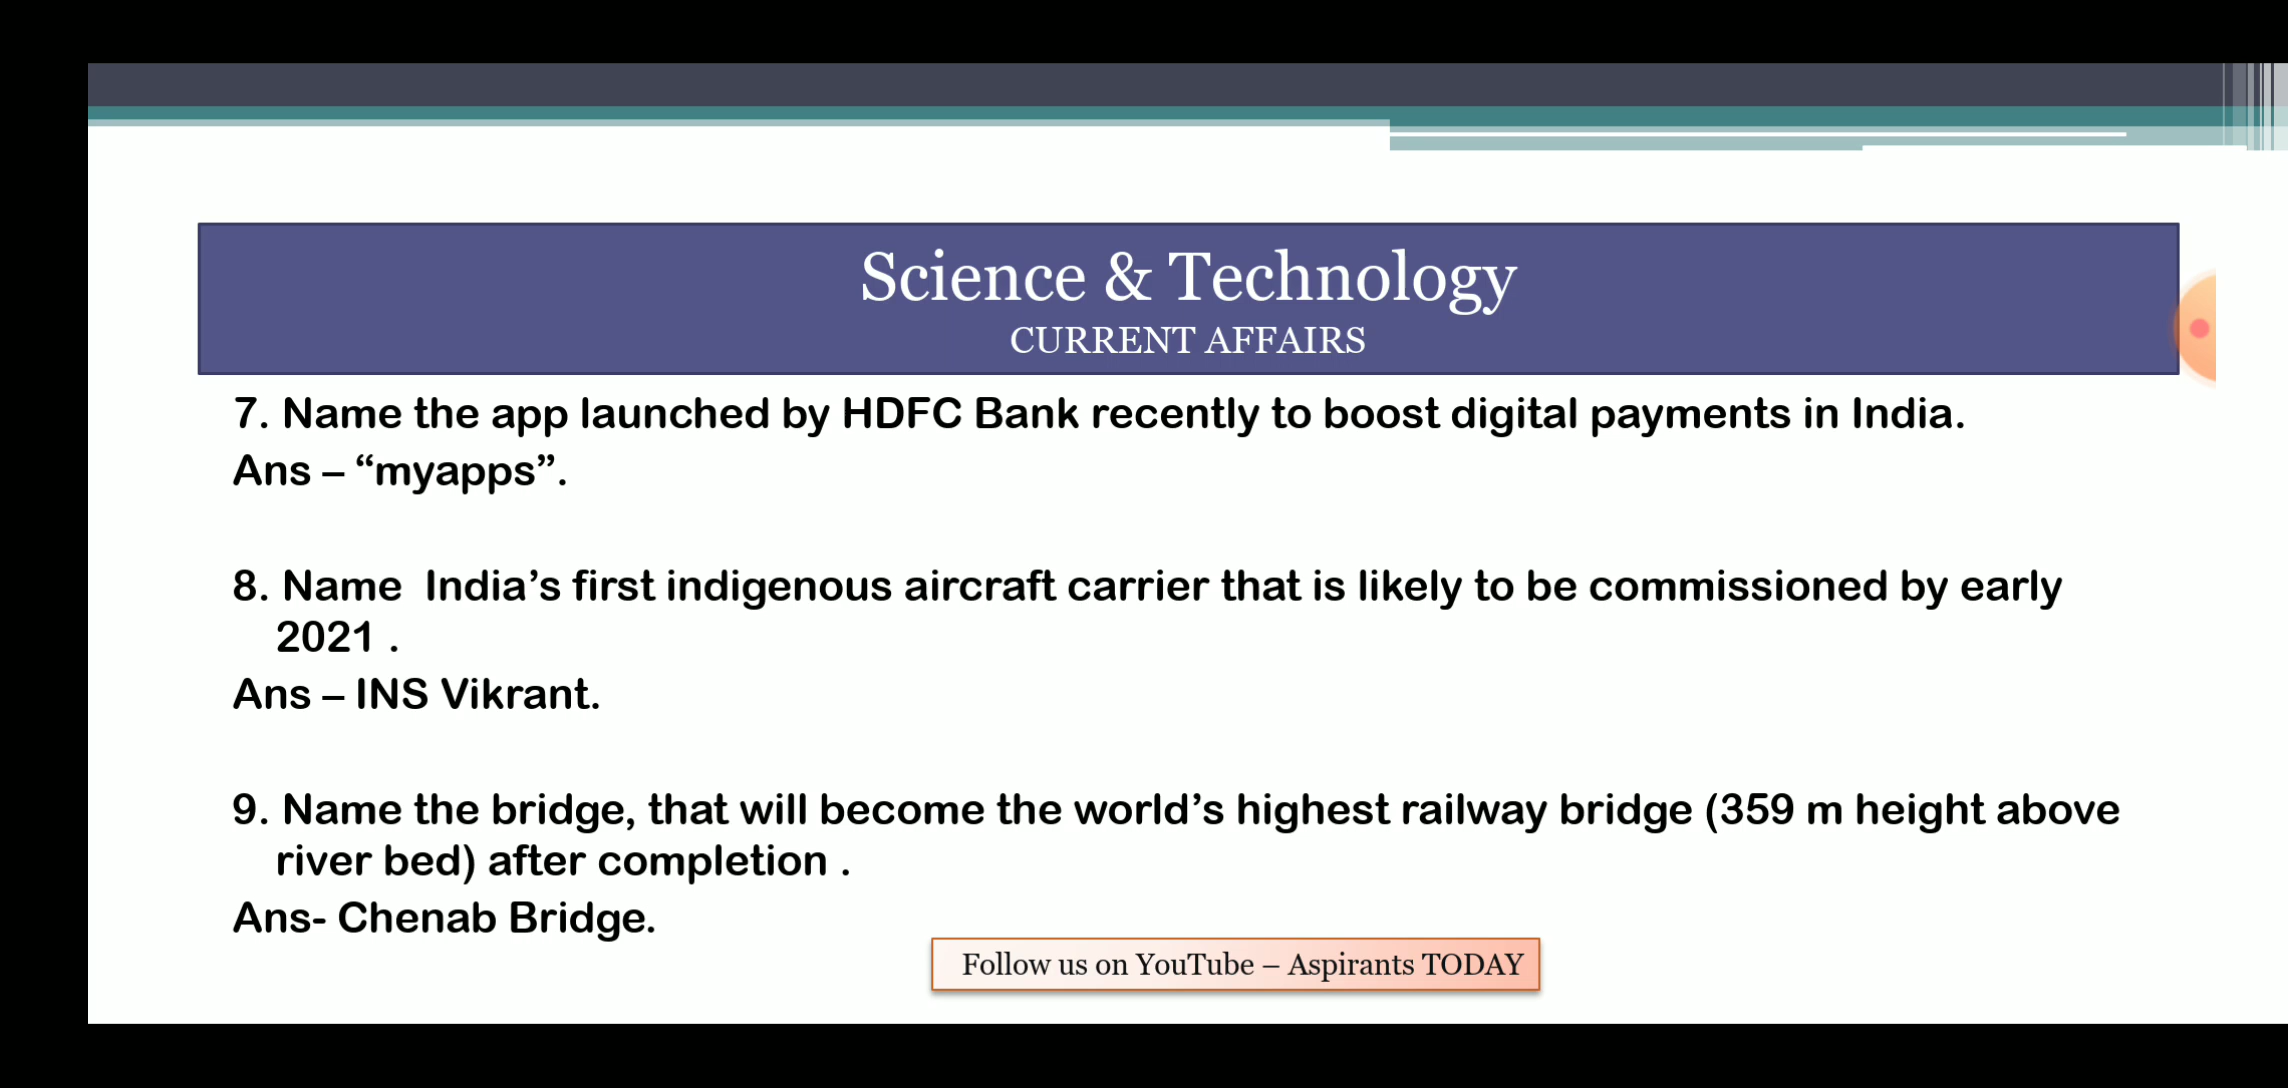 Science & Technology
CURRENT AFFAIRS
7. Name the app launched by HDFC Bank recently to boost digital payments in India.
Ans – “myapps”.
8. Name  India’s first indigenous aircraft carrier that is likely to be commissioned by early
2021 .
Ans – INS Vikrant.
9. Name the bridge, that will become the world’s highest railway bridge (359 m height above
river bed) after completion .
Ans- Chenab Bridge.
Follow us on YouTube – Aspirants TODAY